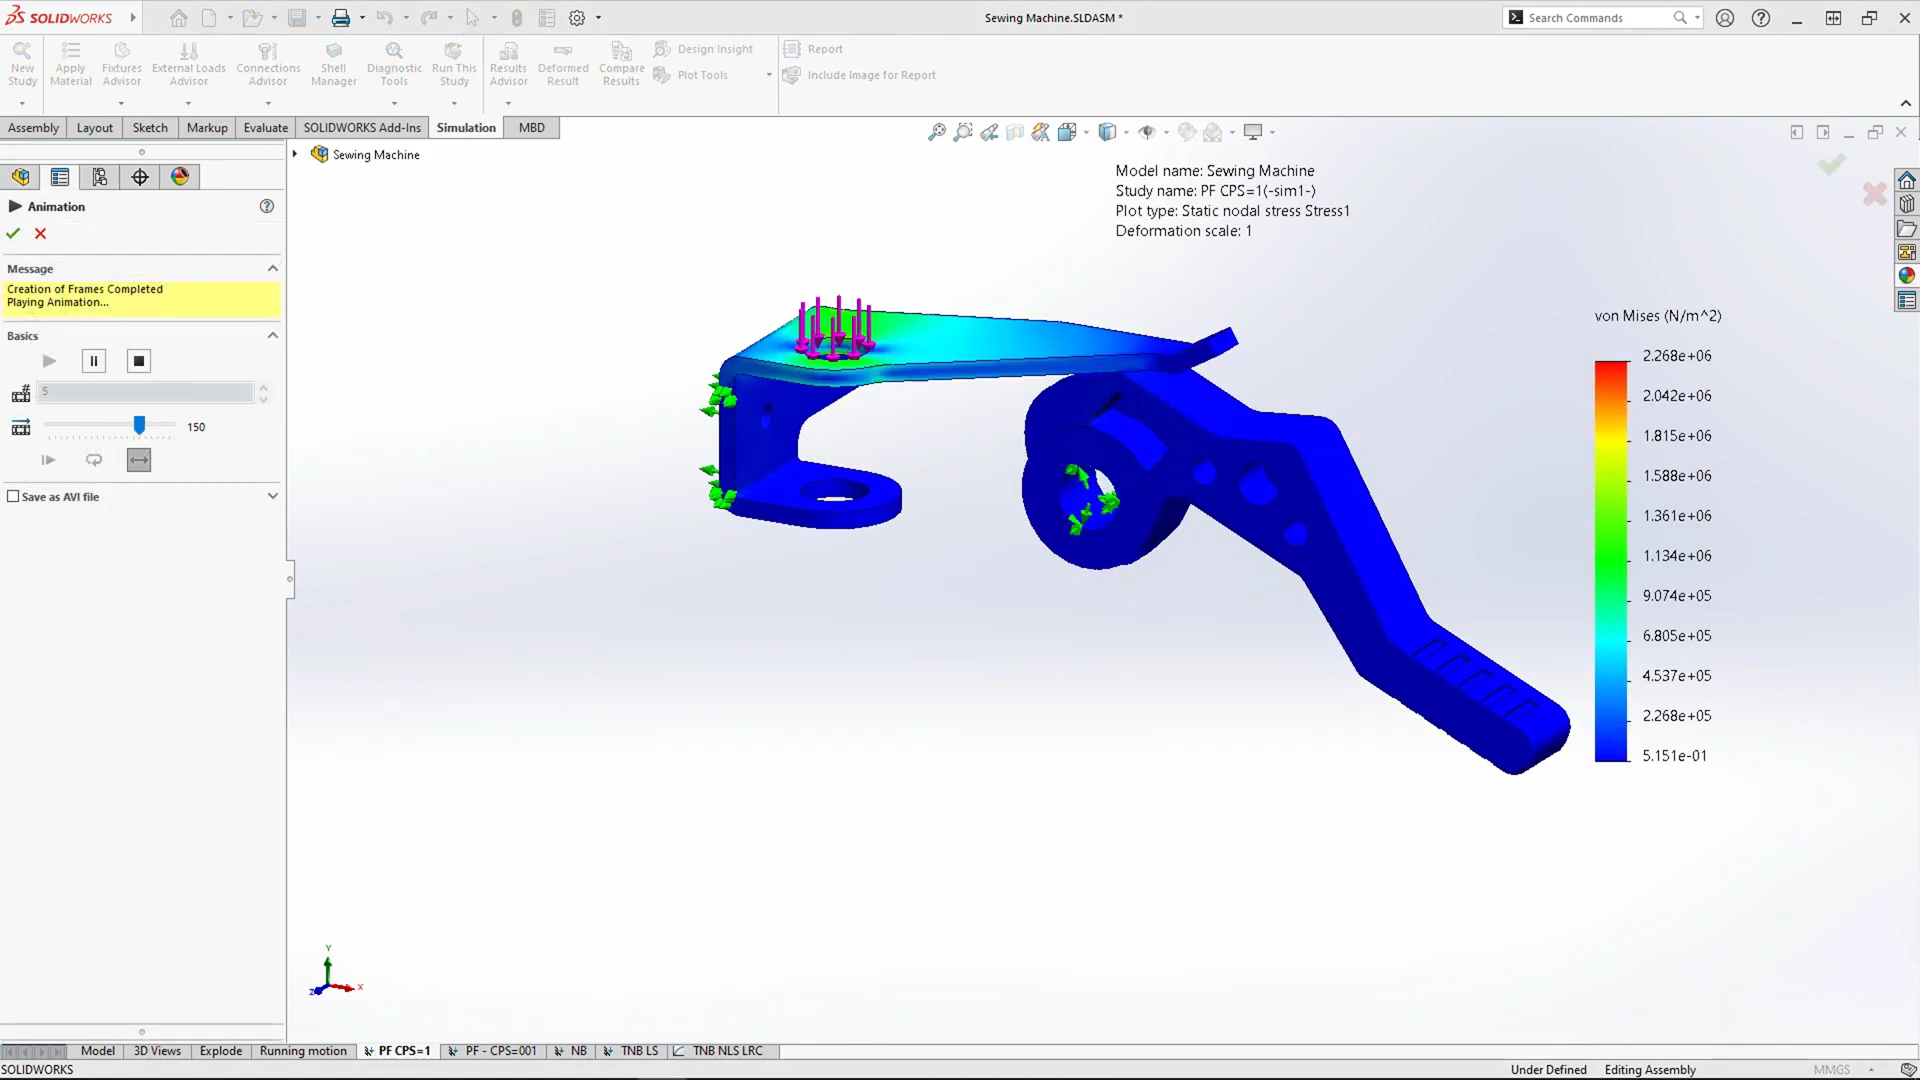 SOLIDWORKS
Sewing Machine.SLDASM *
Search Commands
New Study
Apply Material
Fixtures Advisor
External Loads Advisor
Connections Advisor
Shell Manager
Diagnostic Tools
Run This Study
Results Advisor
Deformed Result
Compare Results
Design Insight
Plot Tools
Report
Include Image for Report
Assembly
Layout
Sketch
Markup
Evaluate
SOLIDWORKS Add-Ins
Simulation
MBD
Sewing Machine
Animation
Message
Creation of Frames Completed
Playing Animation...
Basics
5
150
Save as AVI file
Model name: Sewing Machine
Study name: PF CPS=1(-sim1-)
Plot type: Static nodal stress Stress1
Deformation scale: 1
von Mises (N/m^2)
2.268e+06
2.042e+06
1.815e+06
1.588e+06
1.361e+06
1.134e+06
9.074e+05
6.805e+05
4.537e+05
2.268e+05
5.151e-01
Y
Z
X
Model
3D Views
Explode
Running motion
PF CPS=1
PF - CPS=001
NB
TNB LS
TNB NLS LRC
SOLIDWORKS
Under Defined
Editing Assembly
MMGS